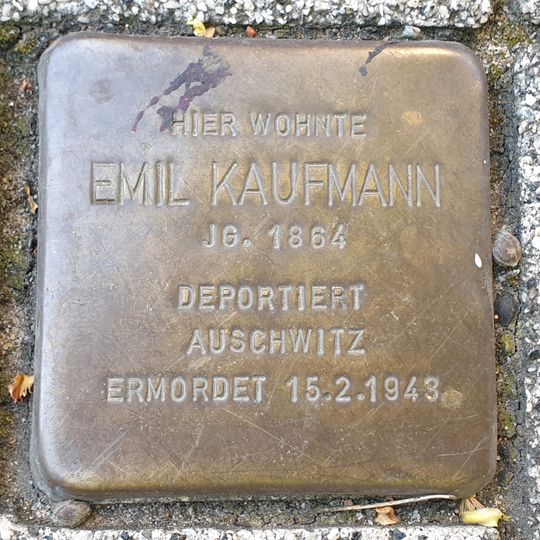 HIER WOHNTE
EMIL KAUFMANN
JG. 1864
DEPORTIERT
AUSCHWITZ
ERMORDET 15.2.1943